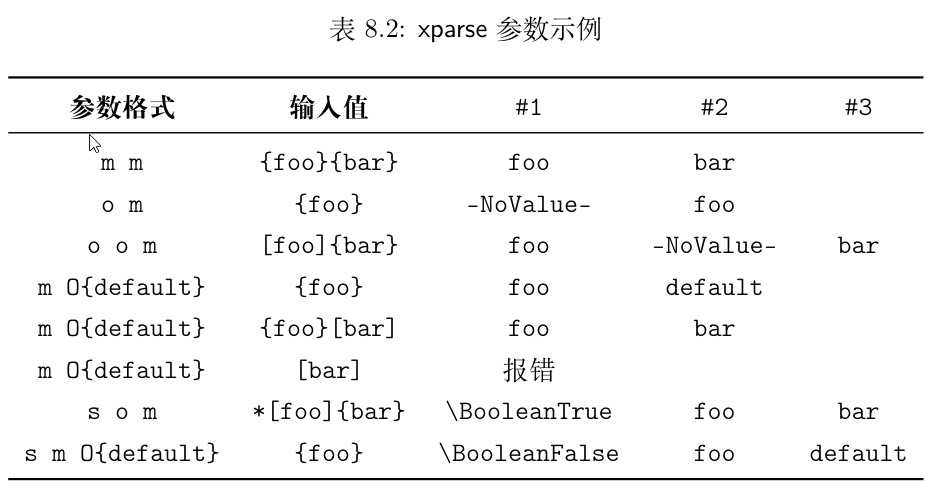 表 8.2: xparse 参数示例
参数格式 输入值 #1 #2 #3
m m {foo}{bar} foo bar
o m {foo} -NoValue- foo
o o m [foo]{bar} foo -NoValue- bar
m O{default} {foo} foo default
m O{default} {foo}[bar] foo bar
m O{default} [bar] 报错
s o m *[foo]{bar} \BooleanTrue foo bar
s m O{default} {foo} \BooleanFalse foo default